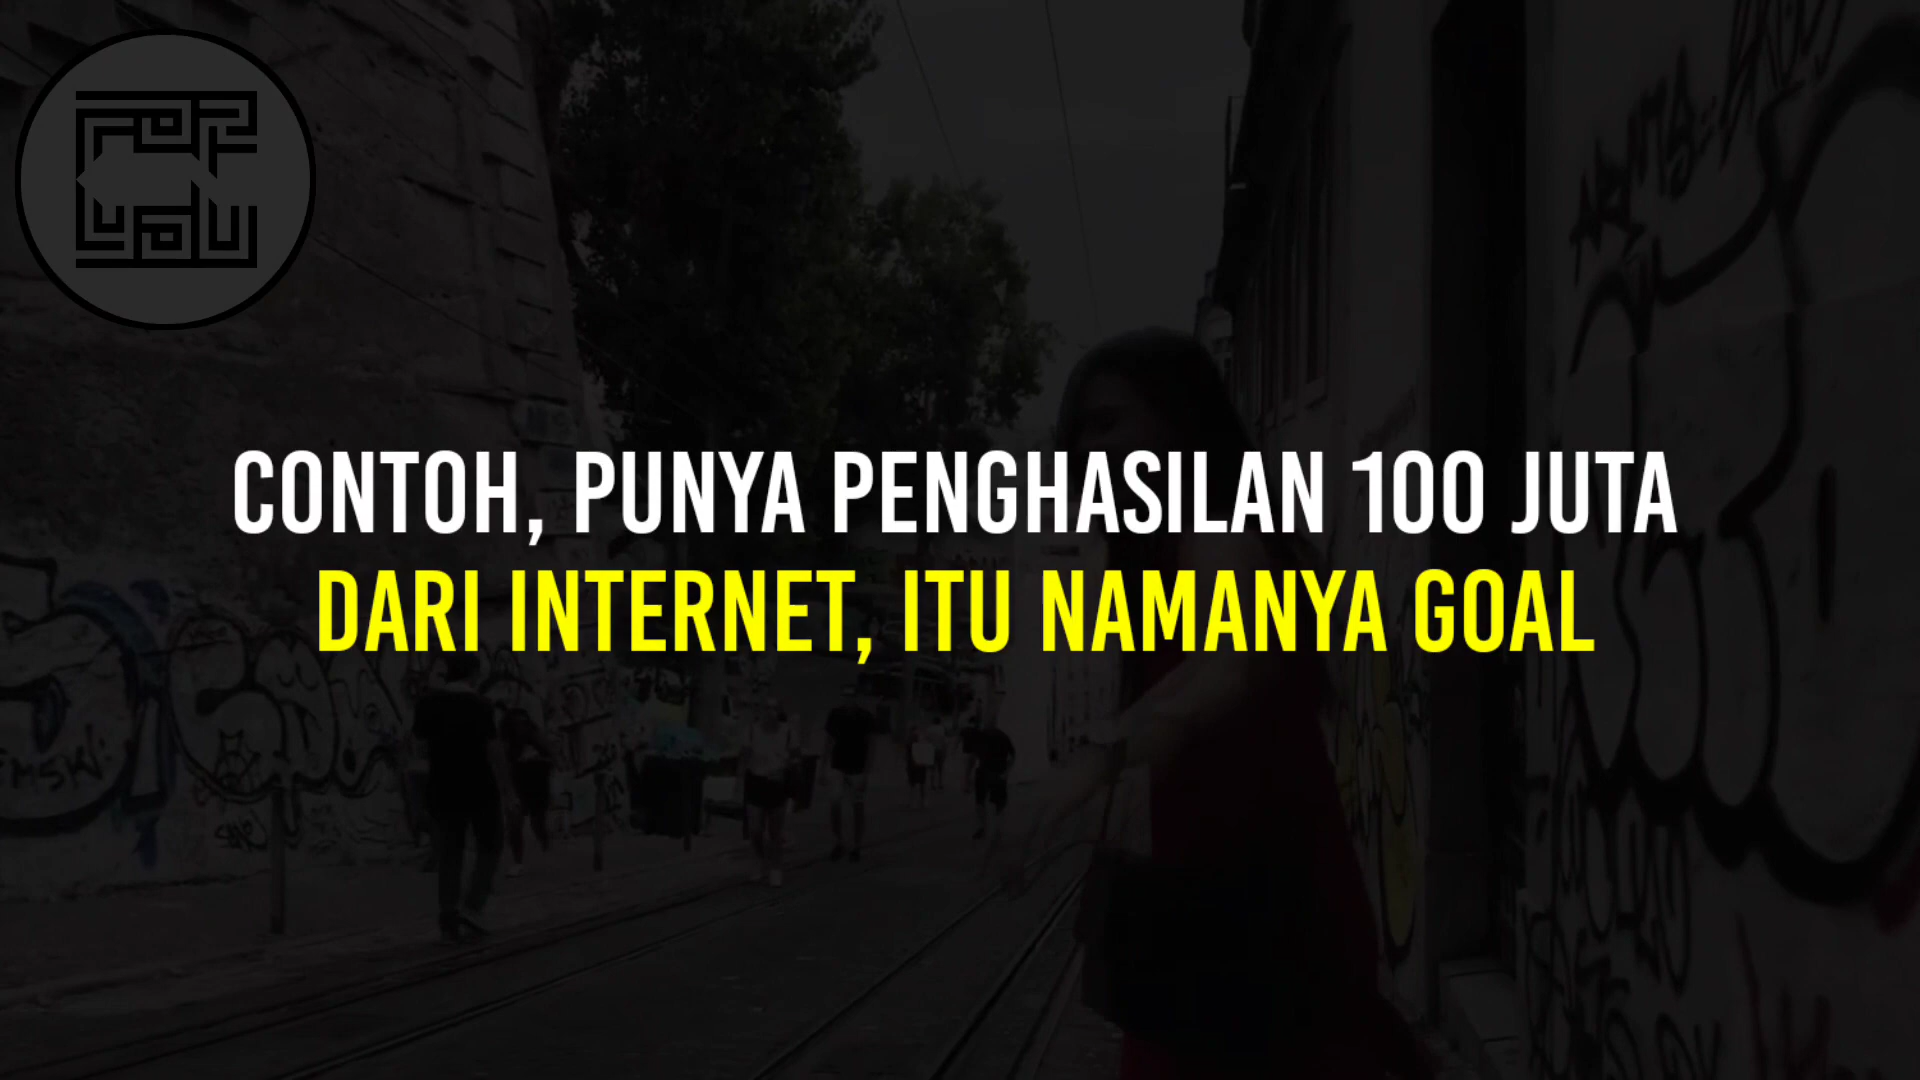 CONTOH, PUNYA PENGHASILAN 100 JUTA
DARI INTERNET, ITU NAMANYA GOAL